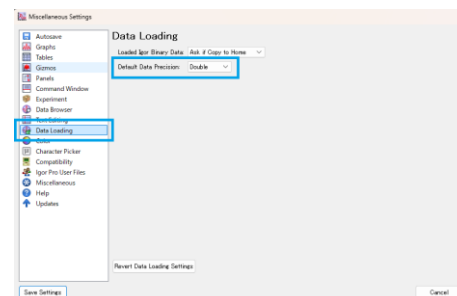 Miscellaneous Settings
Autosave
Graphs
Tables
Gizmos
Panels
Command Window
Experiment
Data Browser
Text Editing
Data Loading
Color
Character Picker
Compatibility
Igor Pro User Files
Miscellaneous
Help
Updates
Data Loading
Loaded Igor Binary Data: Ask if Copy to Home
Default Data Precision: Double
Revert Data Loading Settings
Save Settings
Cancel